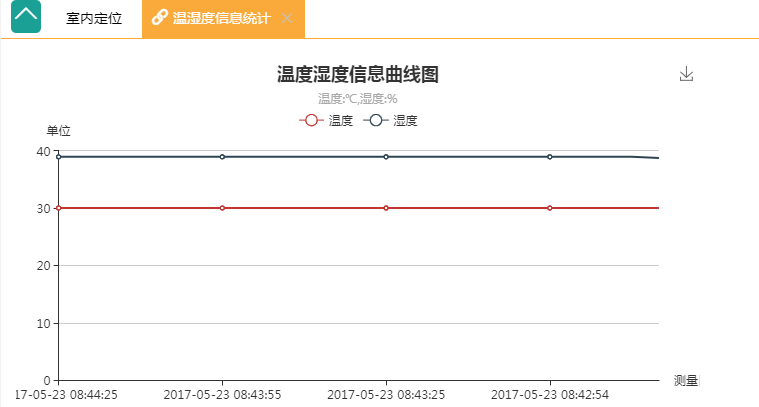 室内定位 温湿度信息统计
温度湿度信息曲线图
温度:℃,湿度:%
温度 湿度
单位
40
30
20
10
0
测量
17-05-23 08:44:25 2017-05-23 08:43:55 2017-05-23 08:43:25 2017-05-23 08:42:54